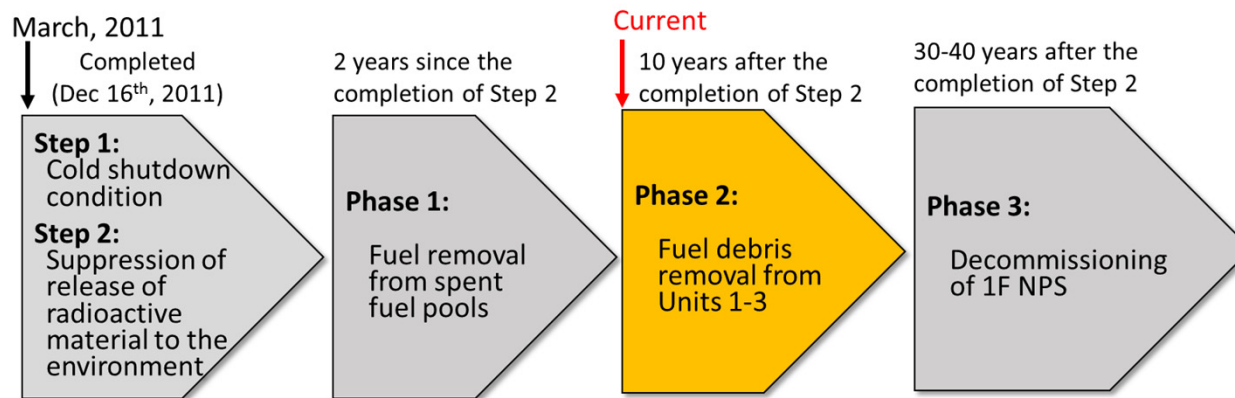 March, 2011
Completed
(Dec 16th, 2011)
Step 1:
Cold shutdown
condition
Step 2:
Suppression of
release of
radioactive
material to the
environment
2 years since the
completion of Step 2
Phase 1:
Fuel removal
from spent
fuel pools
Current
10 years after the
completion of Step 2
Phase 2:
Fuel debris
removal from
Units 1-3
30-40 years after the
completion of Step 2
Phase 3:
Decommissioning
of 1F NPS